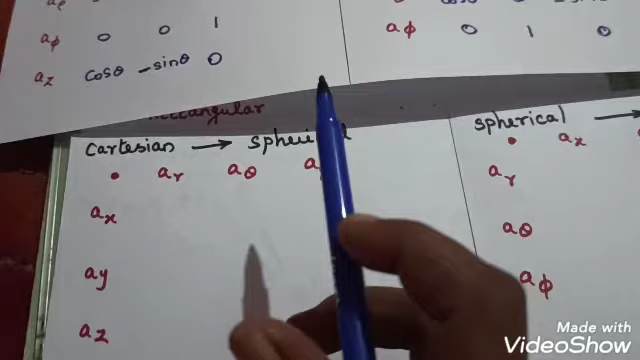 aρ
aϕ 0 0 1
az cosθ -sinθ 0
aϕ 0 1 0
Cartesian → spherical
• ar aθ a
ax
ay
az
spherical →
• ax
ar
aθ
aϕ
Made with
VideoShow